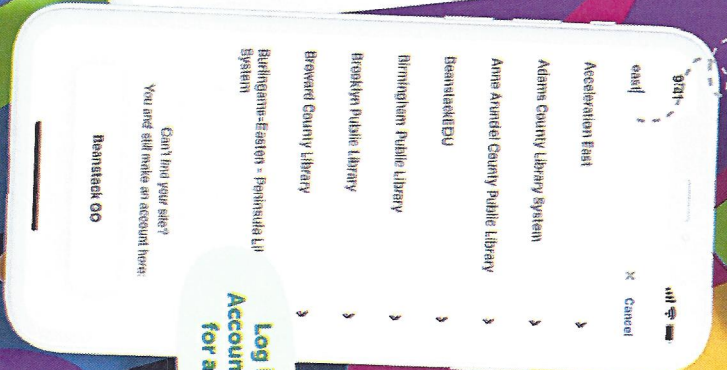 9:41
east
× Cancel
Acceleration East
Adams County Library System
Anne Arundel County Public Library
BeanstackEDU
Birmingham Public Library
Brooklyn Public Library
Broward County Library
Burlingame-Easton - Peninsula Li
System
Can't find your site?
You and still make an account here:
Beanstack GO
Log
Accoun
for a